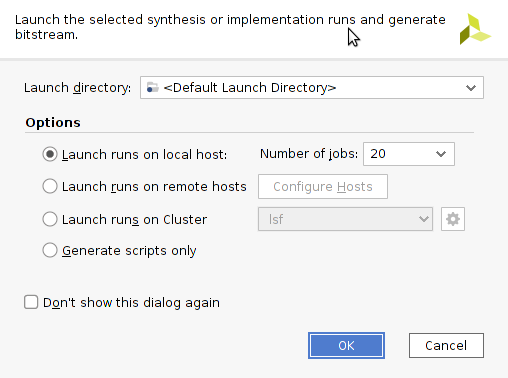 Launch the selected synthesis or implementation runs and generate
bitstream.
Launch directory: <Default Launch Directory>
Options
Launch runs on local host: Number of jobs: 20
Launch runs on remote hosts Configure Hosts
Launch runs on Cluster lsf
Generate scripts only
Don't show this dialog again
OK Cancel